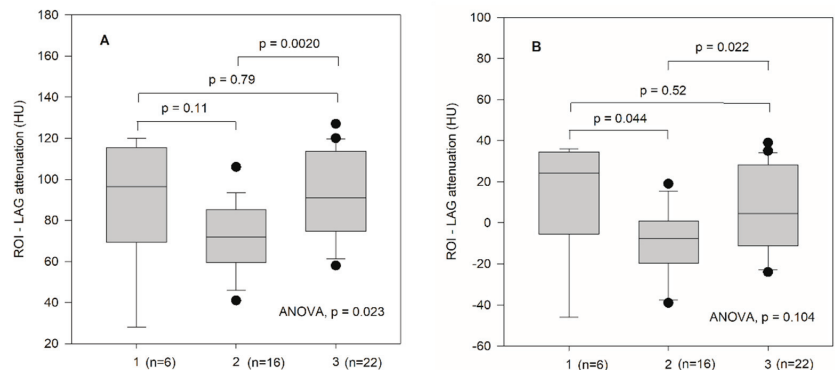 A
p = 0.0020
p = 0.79
p = 0.11
ROI - LAG attenuation (HU)
180
160
140
120
100
80
60
40
20
ANOVA, p = 0.023
1 (n=6) 2 (n=16) 3 (n=22)
B
p = 0.022
p = 0.52
p = 0.044
ROI - LAG attenuation (HU)
100
80
60
40
20
0
-20
-40
-60
ANOVA, p = 0.104
1 (n=6) 2 (n=16) 3 (n=22)